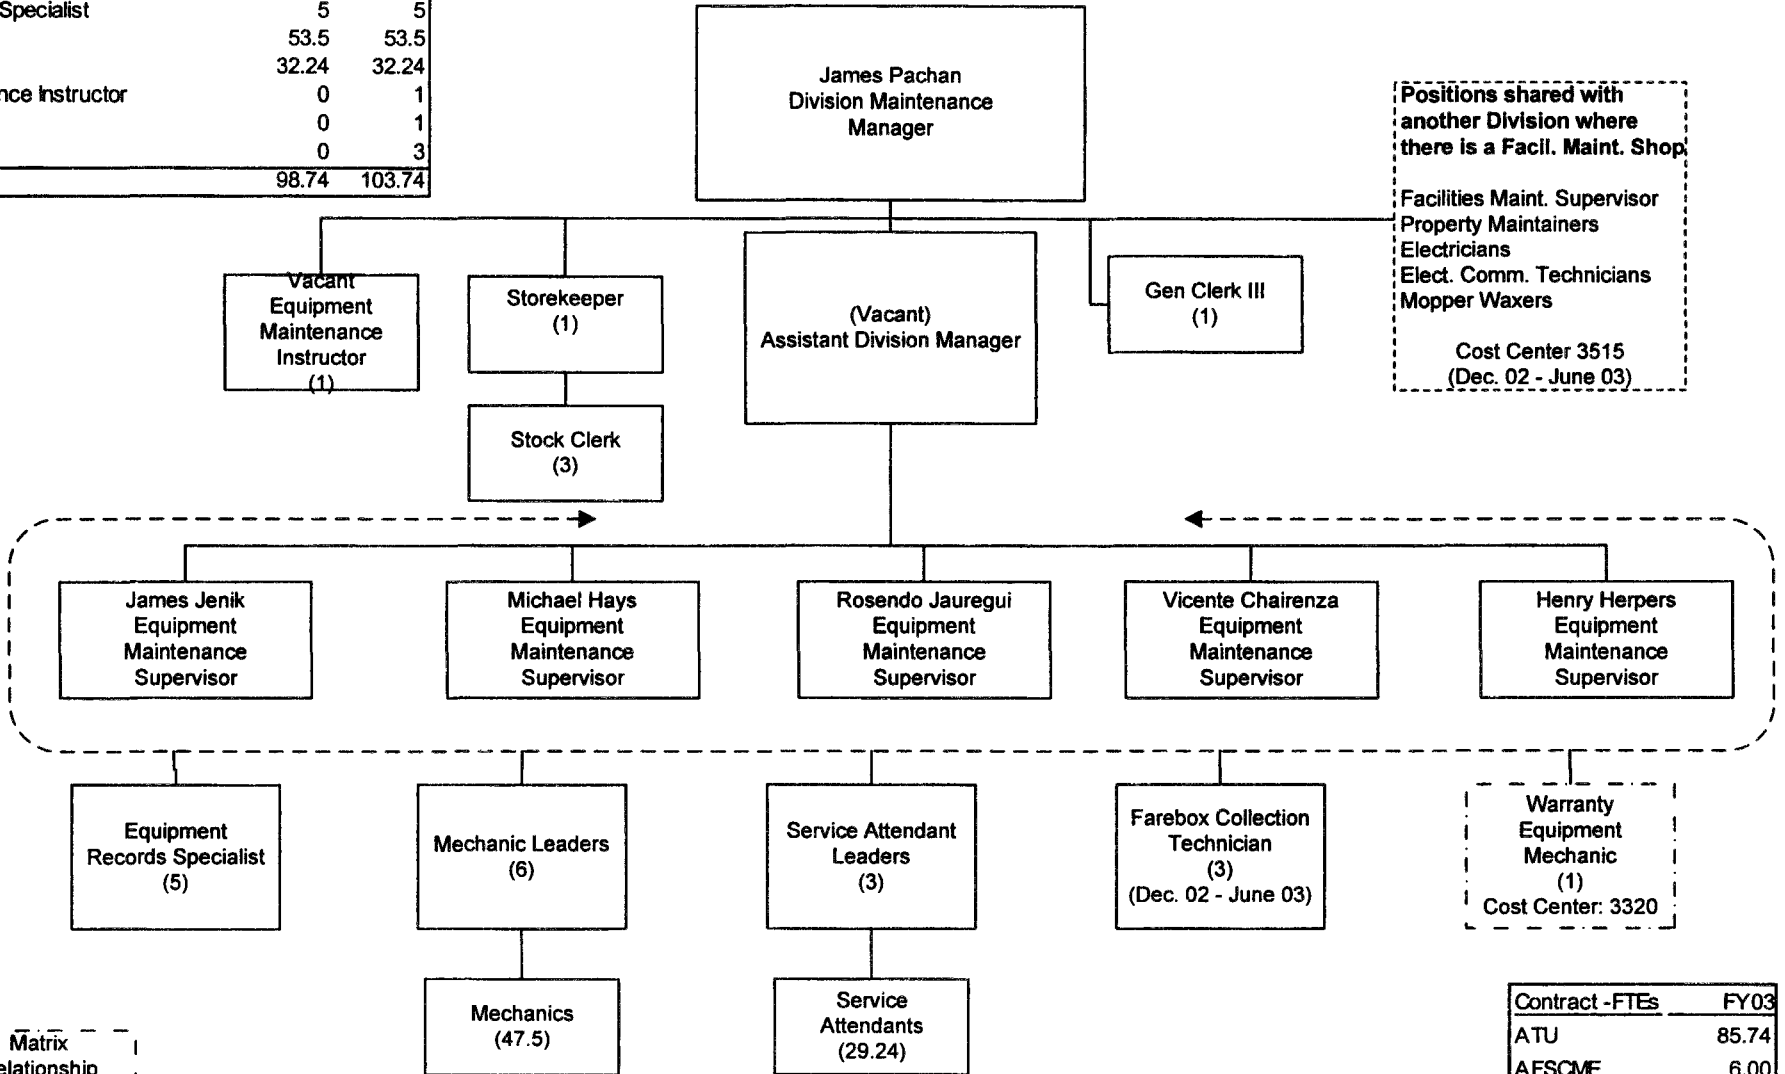 Specialist 5 5
53.5 53.5
32.24 32.24
nce Instructor 0 1
0 1
0 3
98.74 103.74
James Pachan
Division Maintenance
Manager
Positions shared with
another Division where
there is a Facil. Maint. Shop
Facilities Maint. Supervisor
Property Maintainers
Electricians
Elect. Comm. Technicians
Mopper Waxers
Cost Center 3515
(Dec. 02 - June 03)
Vacant
Equipment
Maintenance
Instructor
(1)
Storekeeper
(1)
(Vacant)
Assistant Division Manager
Gen Clerk III
(1)
Stock Clerk
(3)
James Jenik
Equipment
Maintenance
Supervisor
Michael Hays
Equipment
Maintenance
Supervisor
Rosendo Jauregui
Equipment
Maintenance
Supervisor
Vicente Chairenza
Equipment
Maintenance
Supervisor
Henry Herpers
Equipment
Maintenance
Supervisor
Equipment
Records Specialist
(5)
Mechanic Leaders
(6)
Service Attendant
Leaders
(3)
Farebox Collection
Technician
(3)
(Dec. 02 - June 03)
Warranty
Equipment
Mechanic
(1)
Cost Center: 3320
Mechanics
(47.5)
Service
Attendants
(29.24)
Matrix
elationship
Contract -FTEs FY03
ATU 85.74
AFSCME 6.00